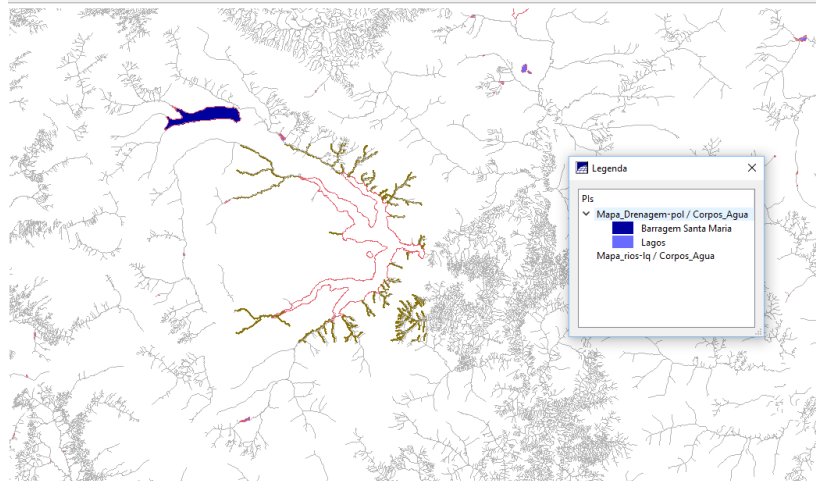 Legenda
PIs
Mapa_Drenagem-pol / Corpos_Agua
Barragem Santa Maria
Lagos
Mapa_rios-lq / Corpos_Agua